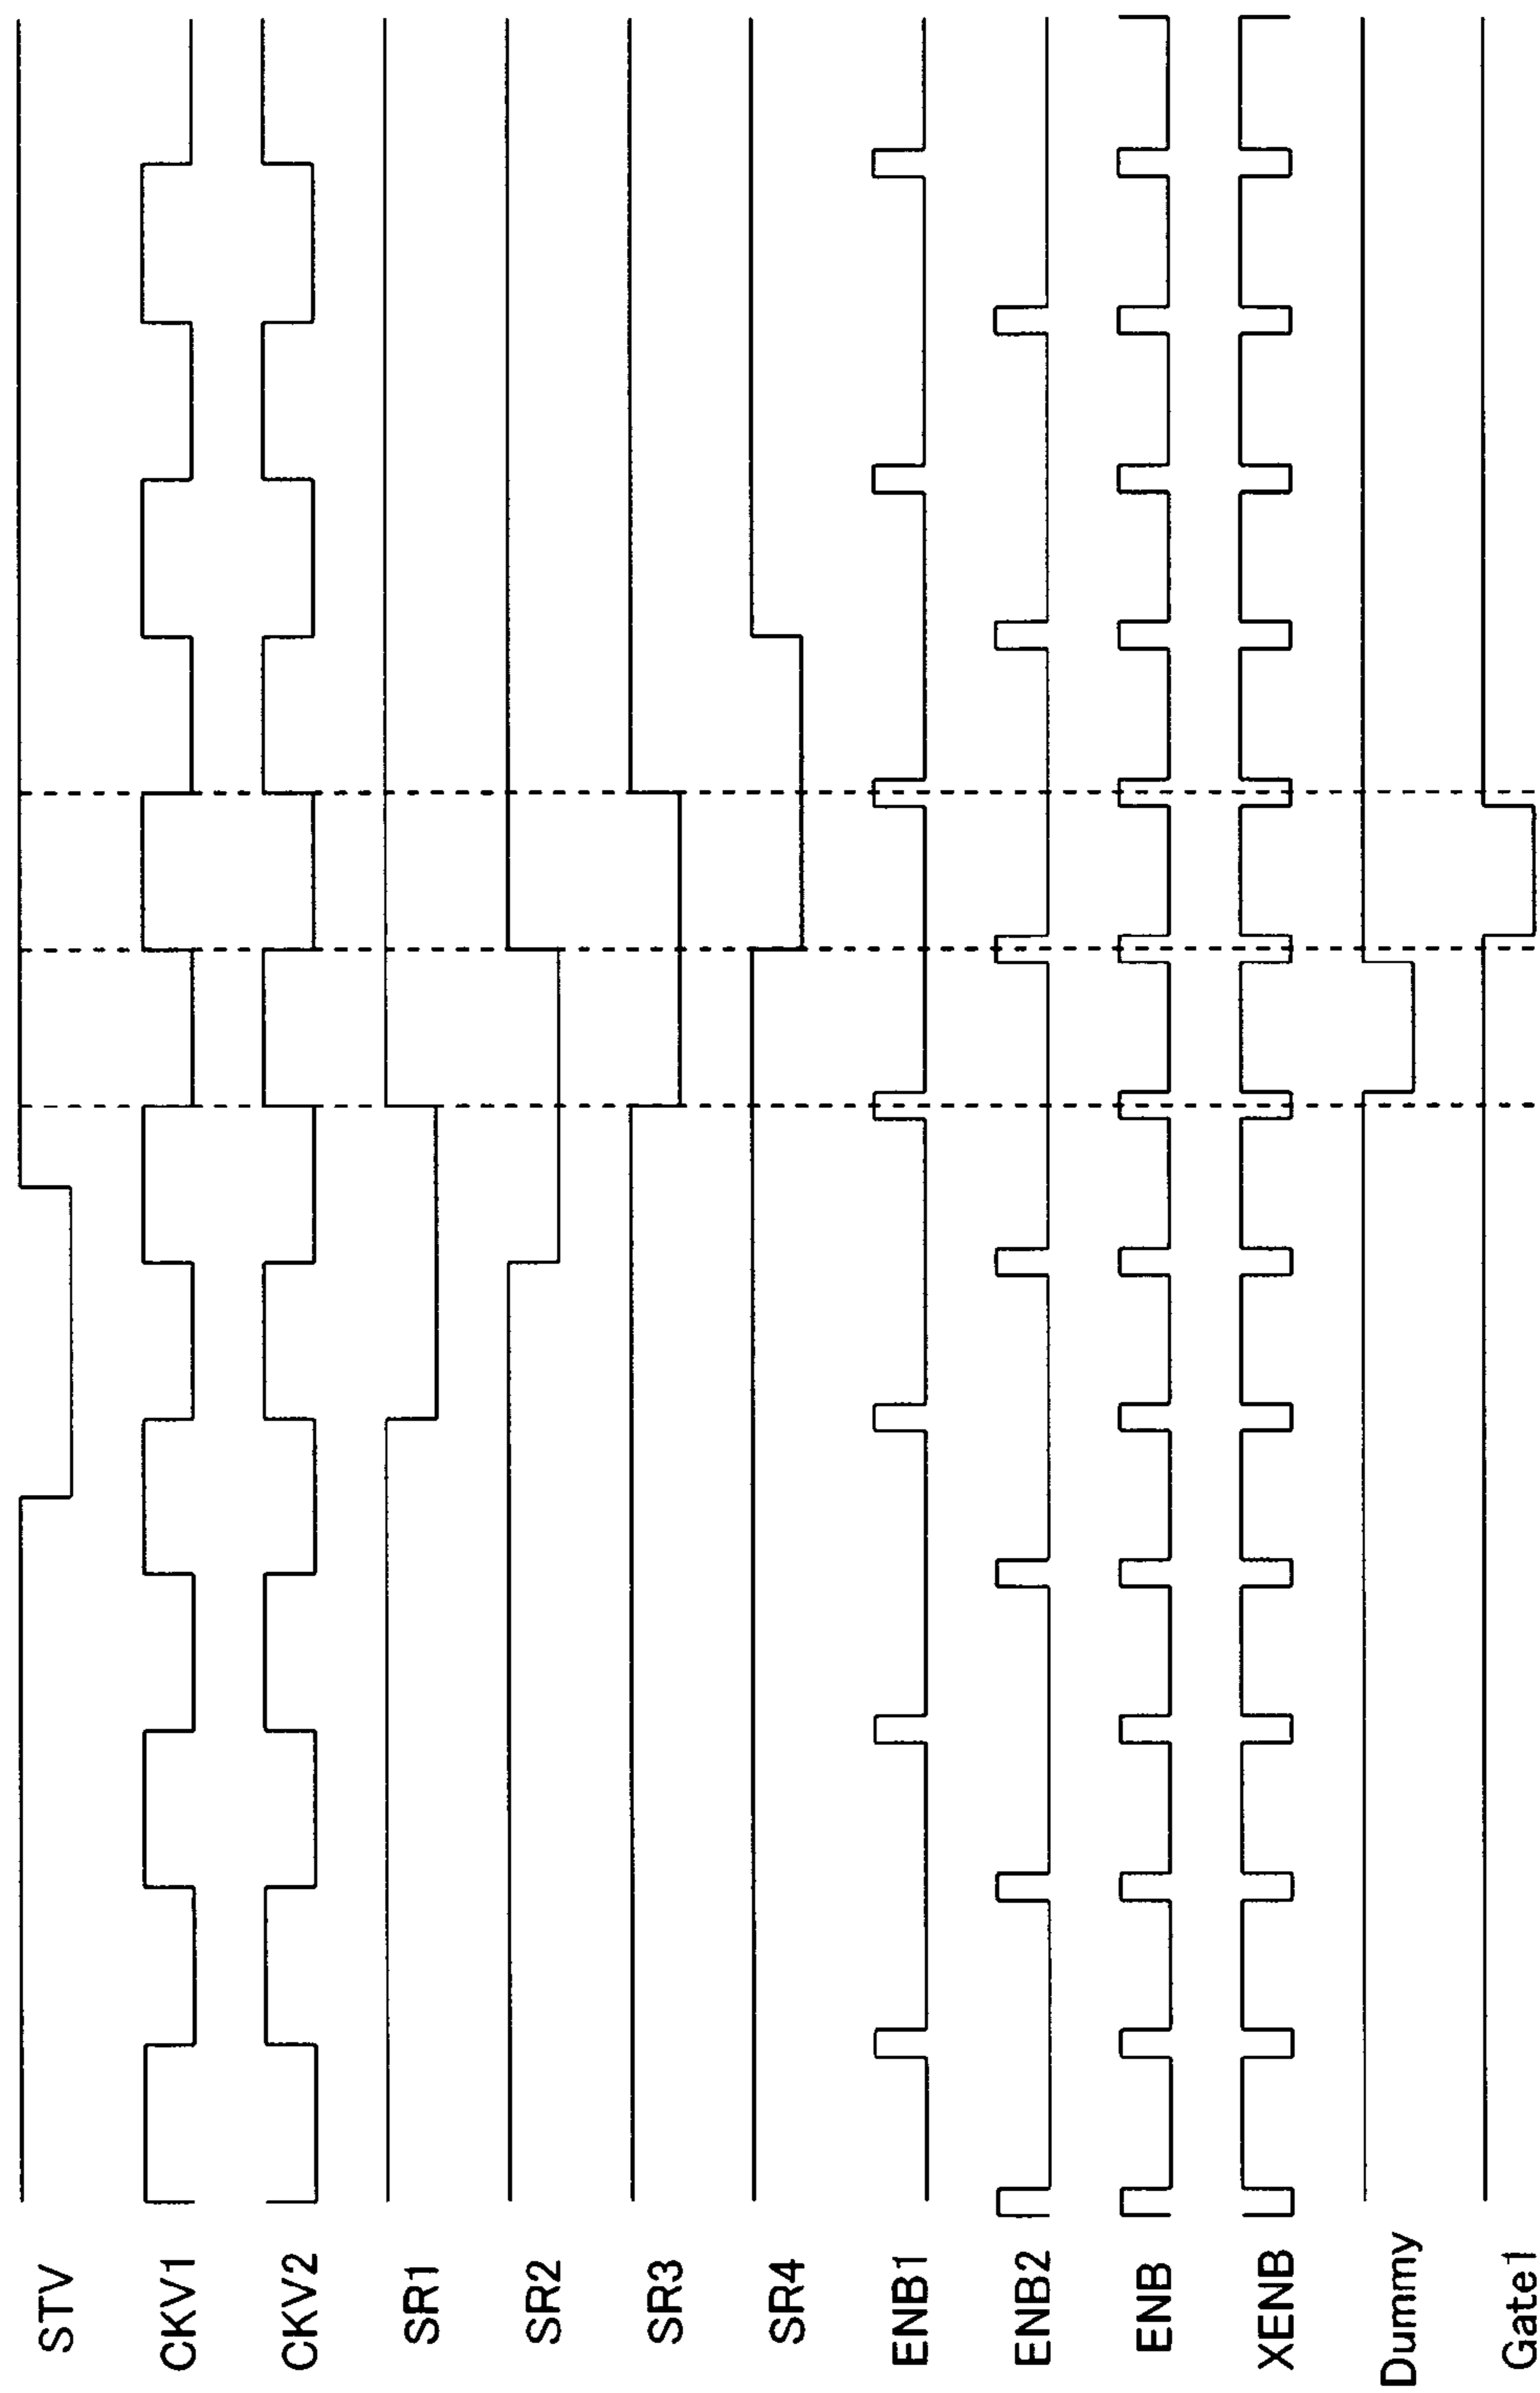 STV
CKV1
CKV2
SR1
SR2
SR3
SR4
ENB1
ENB2
ENB
XENB
Dummy
Gate1